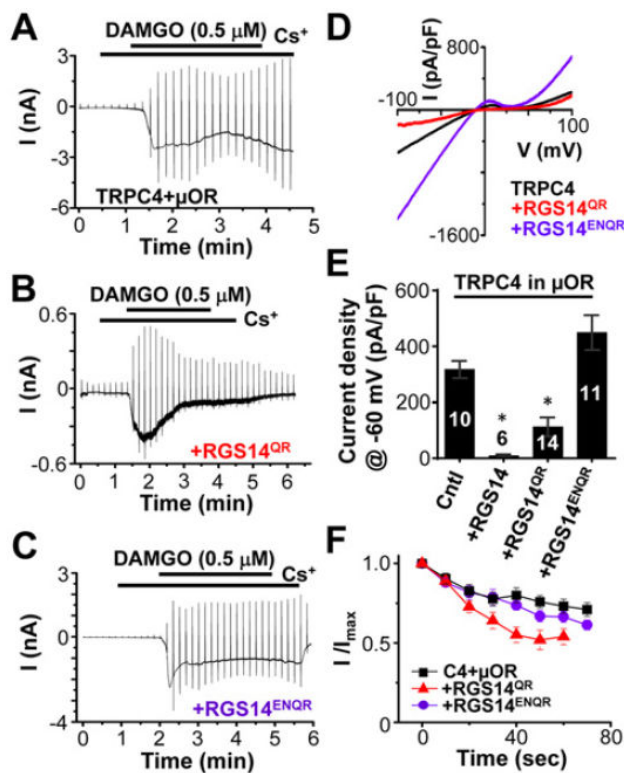 A
DAMGO (0.5 µM)
Cs+
3
0
-3
-6
I (nA)
TRPC4+µOR
0 1 2 3 4 5
Time (min)
B
DAMGO (0.5 µM)
Cs+
0.6
0
-0.6
I (nA)
+RGS14QR
0 1 2 3 4 5 6
Time (min)
C
DAMGO (0.5 µM)
Cs+
2
0
-4
I (nA)
+RGS14ENQR
0 1 2 3 4 5 6
Time (min)
D
800
I (pA/pF)
-100
100
V (mV)
TRPC4
+RGS14QR
+RGS14ENQR
-1600
E
TRPC4 in µOR
600
400
200
0
Current density
@ -60 mV (pA/pF)
10
*
6
*
14
11
Cntl
+RGS14
+RGS14QR
+RGS14ENQR
F
1.0
0.5
0
I /Imax
C4+µOR
+RGS14QR
+RGS14ENQR
0 40 80
Time (sec)